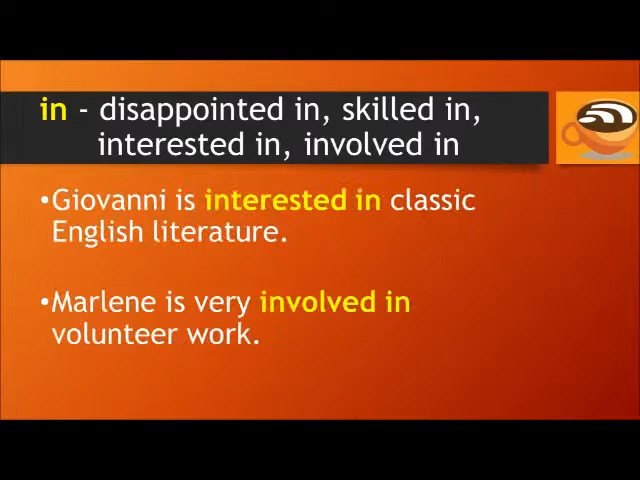 in - disappointed in, skilled in,
interested in, involved in
•Giovanni is interested in classic
English literature.
•Marlene is very involved in
volunteer work.